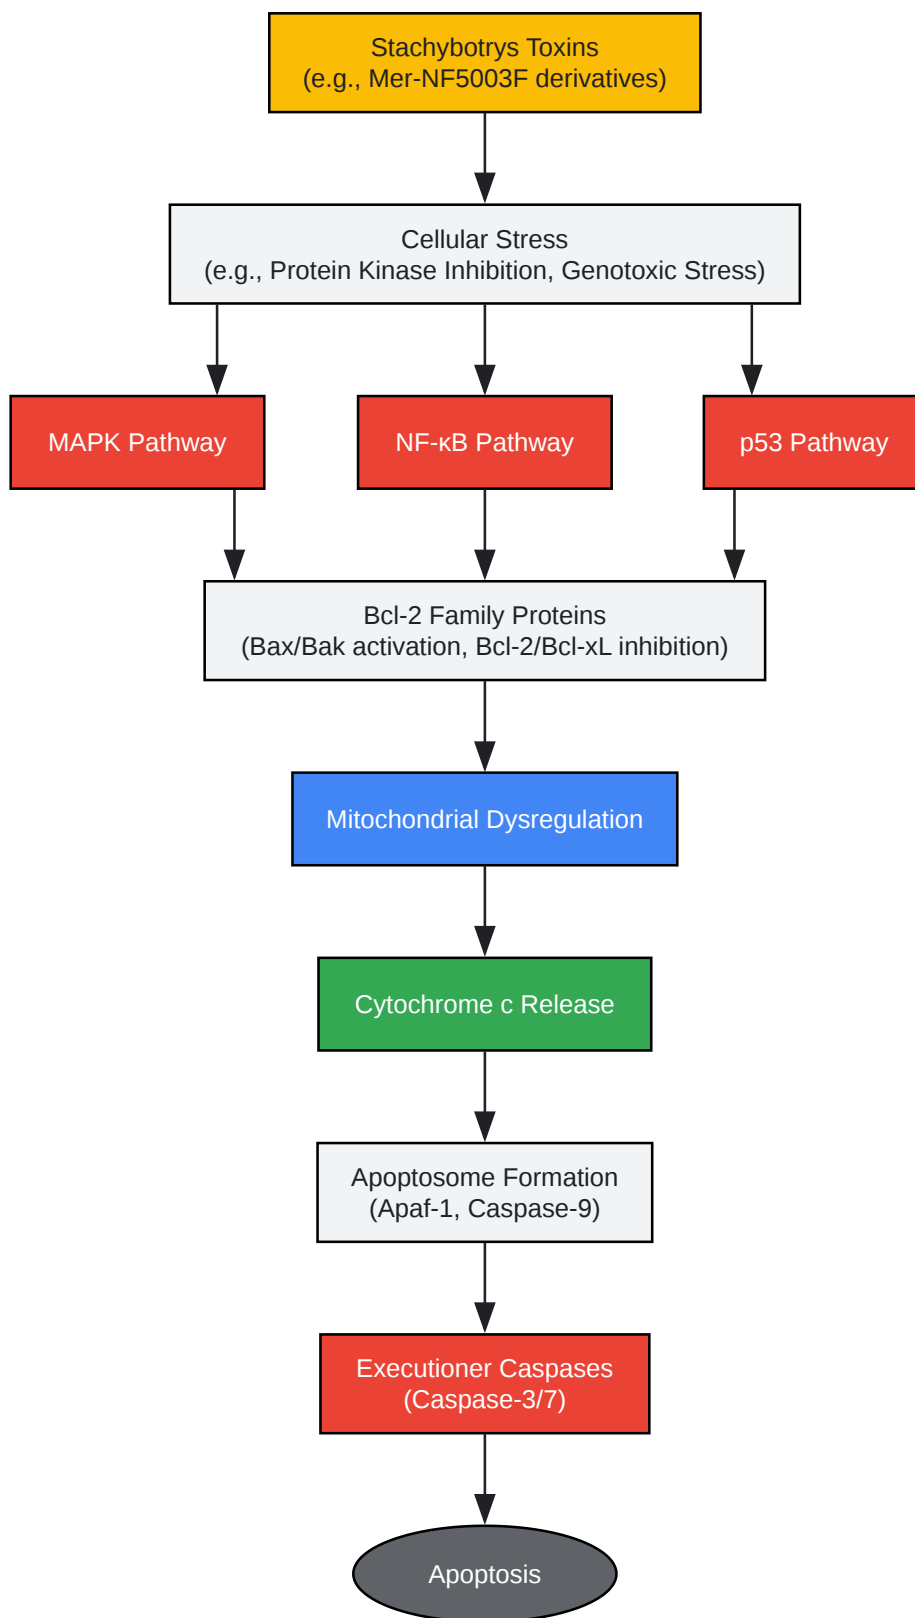 Stachybotrys Toxins
(e.g., Mer-NF5003F derivatives)
Cellular Stress
(e.g., Protein Kinase Inhibition, Genotoxic Stress)
MAPK Pathway
NF-κB Pathway
p53 Pathway
Bcl-2 Family Proteins
(Bax/Bak activation, Bcl-2/Bcl-xL inhibition)
Mitochondrial Dysregulation
Cytochrome c Release
Apoptosome Formation
(Apaf-1, Caspase-9)
Executioner Caspases
(Caspase-3/7)
Apoptosis